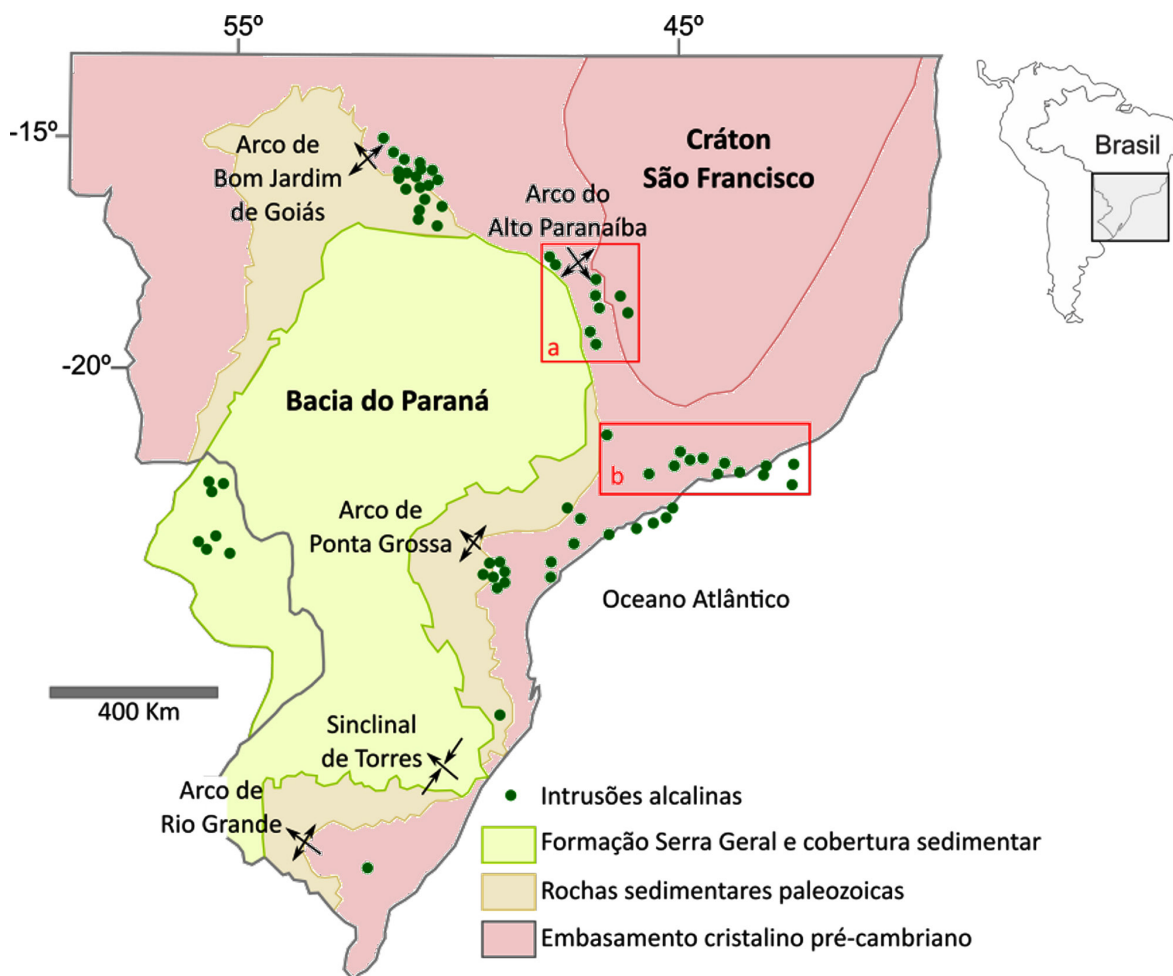 55º
45º
-15º
-20º
Arco de
Bom Jardim
de Goiás
Arco do
Alto Paranaíba
Cráton
São Francisco
Brasil
a
Bacia do Paraná
b
Arco de
Ponta Grossa
Oceano Atlântico
400 Km
Sinclinal
de Torres
Arco de
Rio Grande
Intrusões alcalinas
Formação Serra Geral e cobertura sedimentar
Rochas sedimentares paleozoicas
Embasamento cristalino pré-cambriano